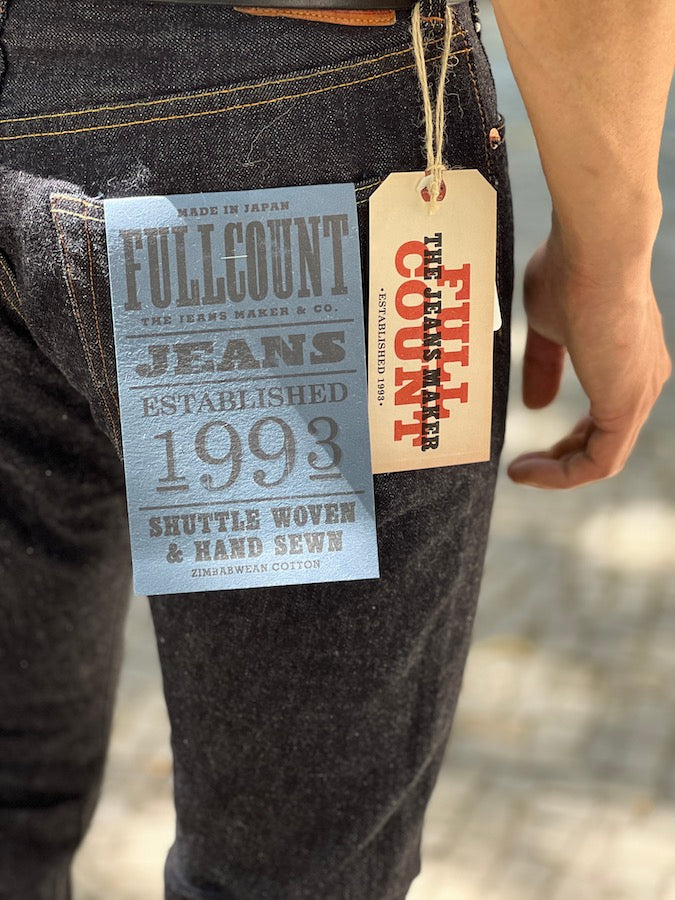 MADE IN JAPAN
FULLCOUNT
THE JEANS MAKER & CO.
JEANS
ESTABLISHED
1993
SHUTTLE WOVEN
& HAND SEWN
ZIMBABWEAN COTTON
FULL
THE JEANS MAKER
COUNT
•ESTABLISHED 1993•